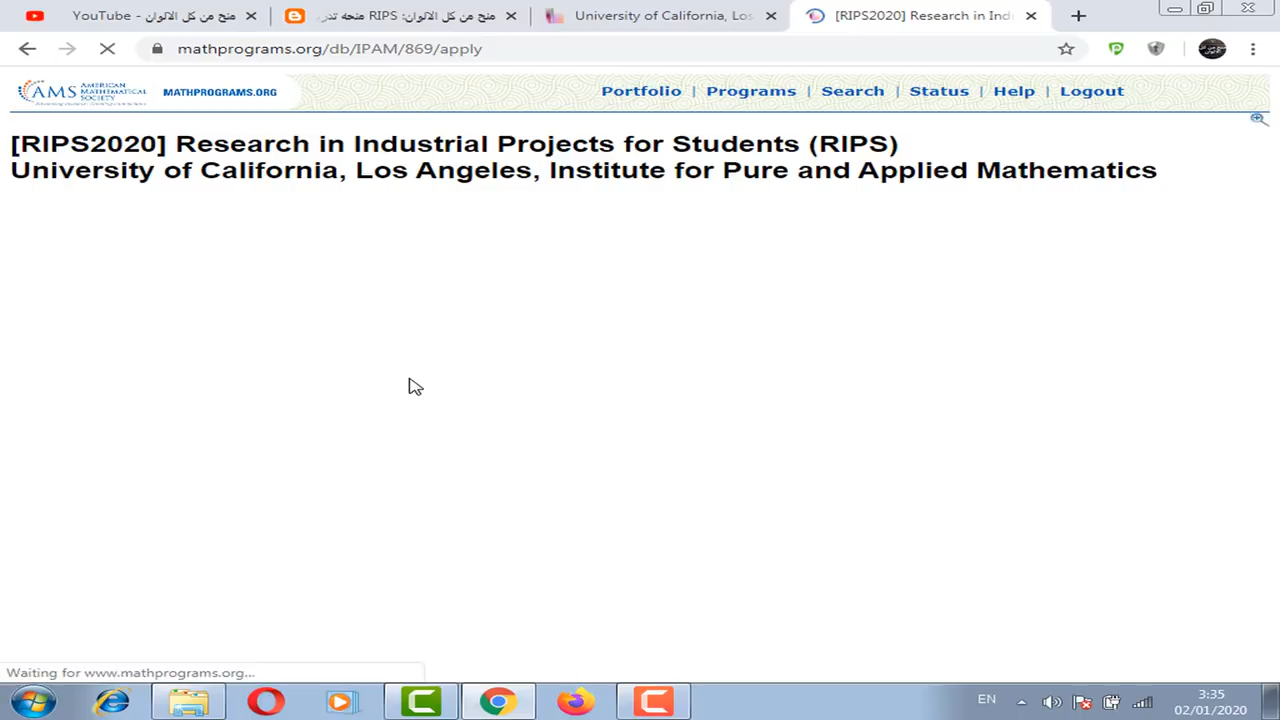 منح من كل الالوان - YouTube
منح من كل الالوان: RIPS منحه تدر
University of California, Los
[RIPS2020] Research in Ind
mathprograms.org/db/IPAM/869/apply
AMS AMERICAN MATHEMATICAL SOCIETY
MATHPROGRAMS.ORG
Portfolio | Programs | Search | Status | Help | Logout
[RIPS2020] Research in Industrial Projects for Students (RIPS)
University of California, Los Angeles, Institute for Pure and Applied Mathematics
Waiting for www.mathprograms.org...
EN
3:35
02/01/2020